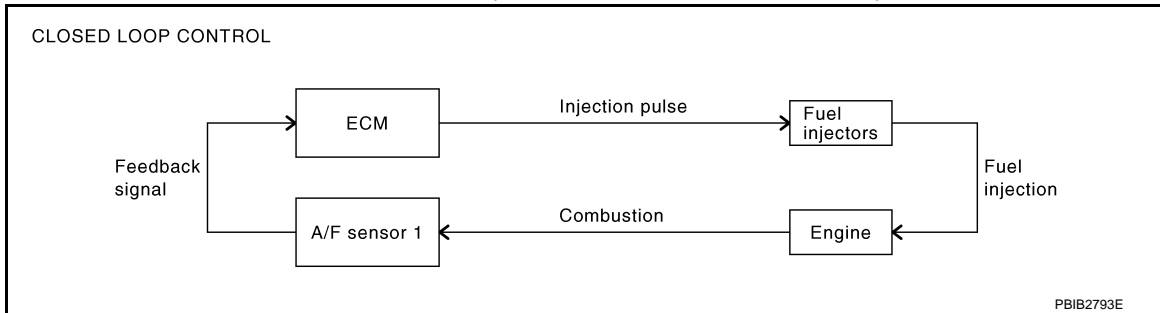 CLOSED LOOP CONTROL
ECM
Injection pulse
Fuel
injectors
Feedback
signal
Fuel
injection
A/F sensor 1
Combustion
Engine
PBIB2793E